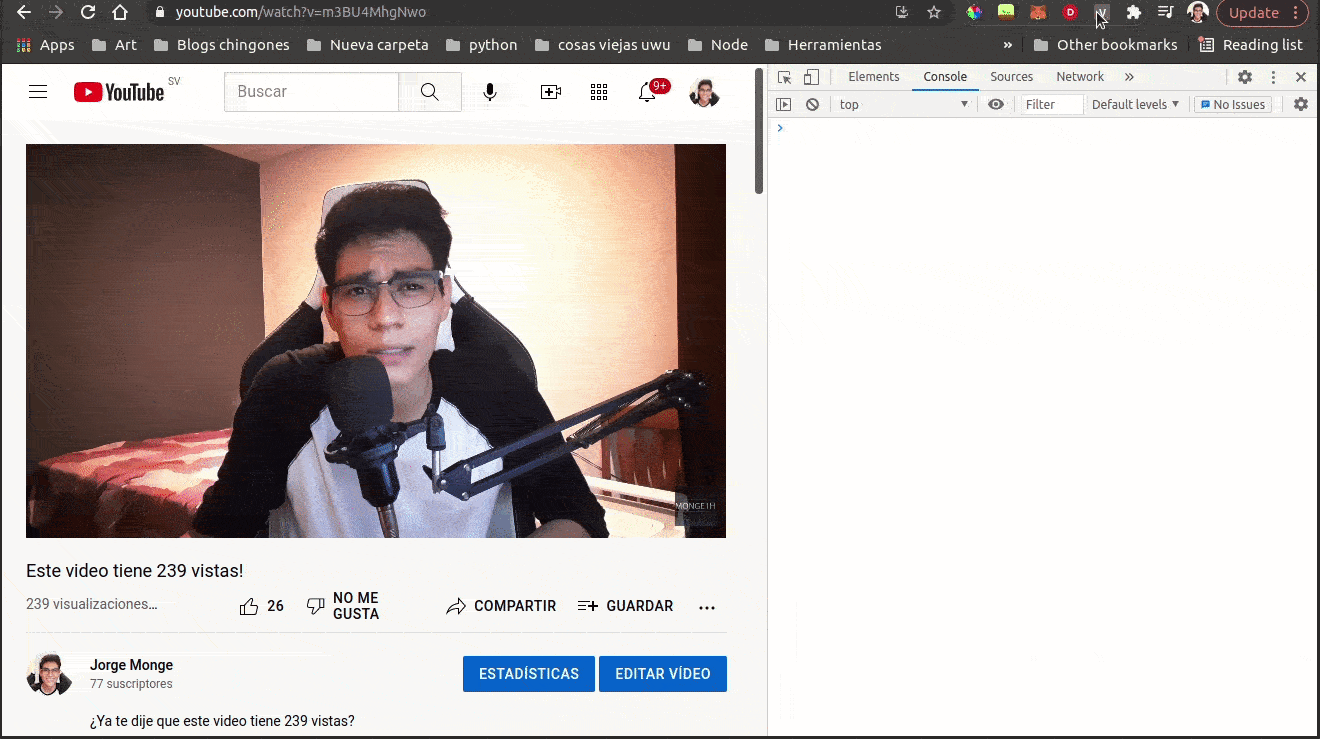 youtube.com/watch?v=m3BU4MhgNwo
D
V
Update
Apps
Art
Blogs chingones
Nueva carpeta
python
cosas viejas uwu
Node
Herramientas
»
Other bookmarks
Reading list
YouTube SV
Buscar
9+
Elements
Console
Sources
Network
»
top
Filter
Default levels
No Issues
MONGE1H
Este video tiene 239 vistas!
239 visualizaciones...
26
NO ME
GUSTA
COMPARTIR
GUARDAR
Jorge Monge
77 suscriptores
ESTADÍSTICAS
EDITAR VÍDEO
¿Ya te dije que este video tiene 239 vistas?